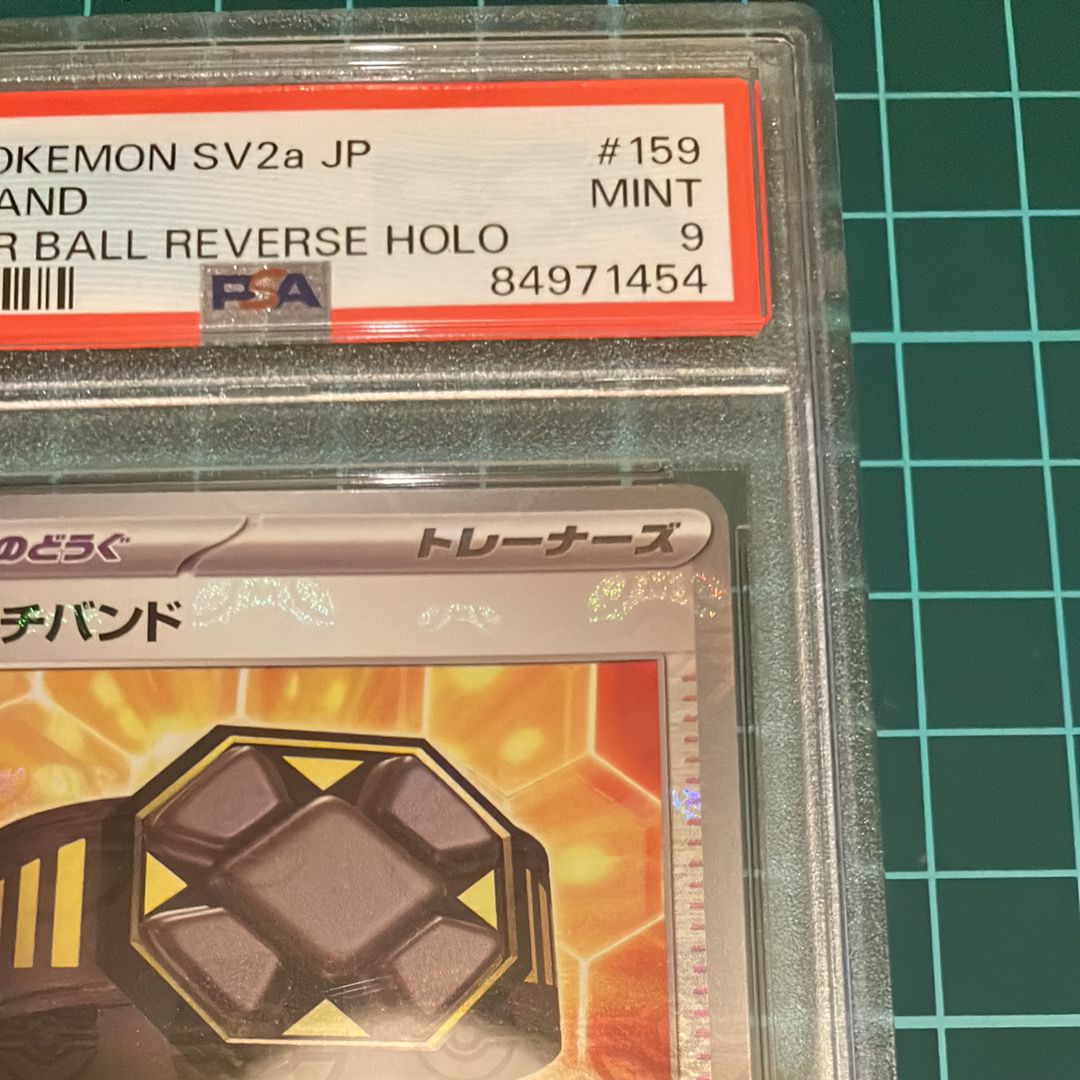 OKEMON SV2a JP #159
AND MINT
R BALL REVERSE HOLO 9
PSA 84971454
のどうぐ トレーナーズ
チバンド